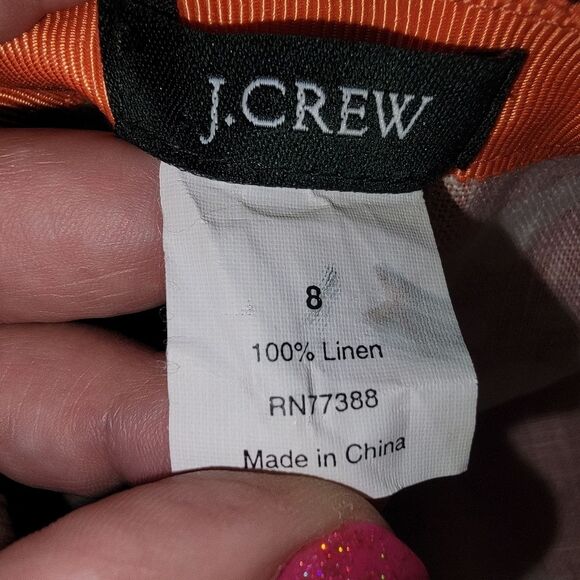 J.CREW
8
100% Linen
RN77388
Made in China